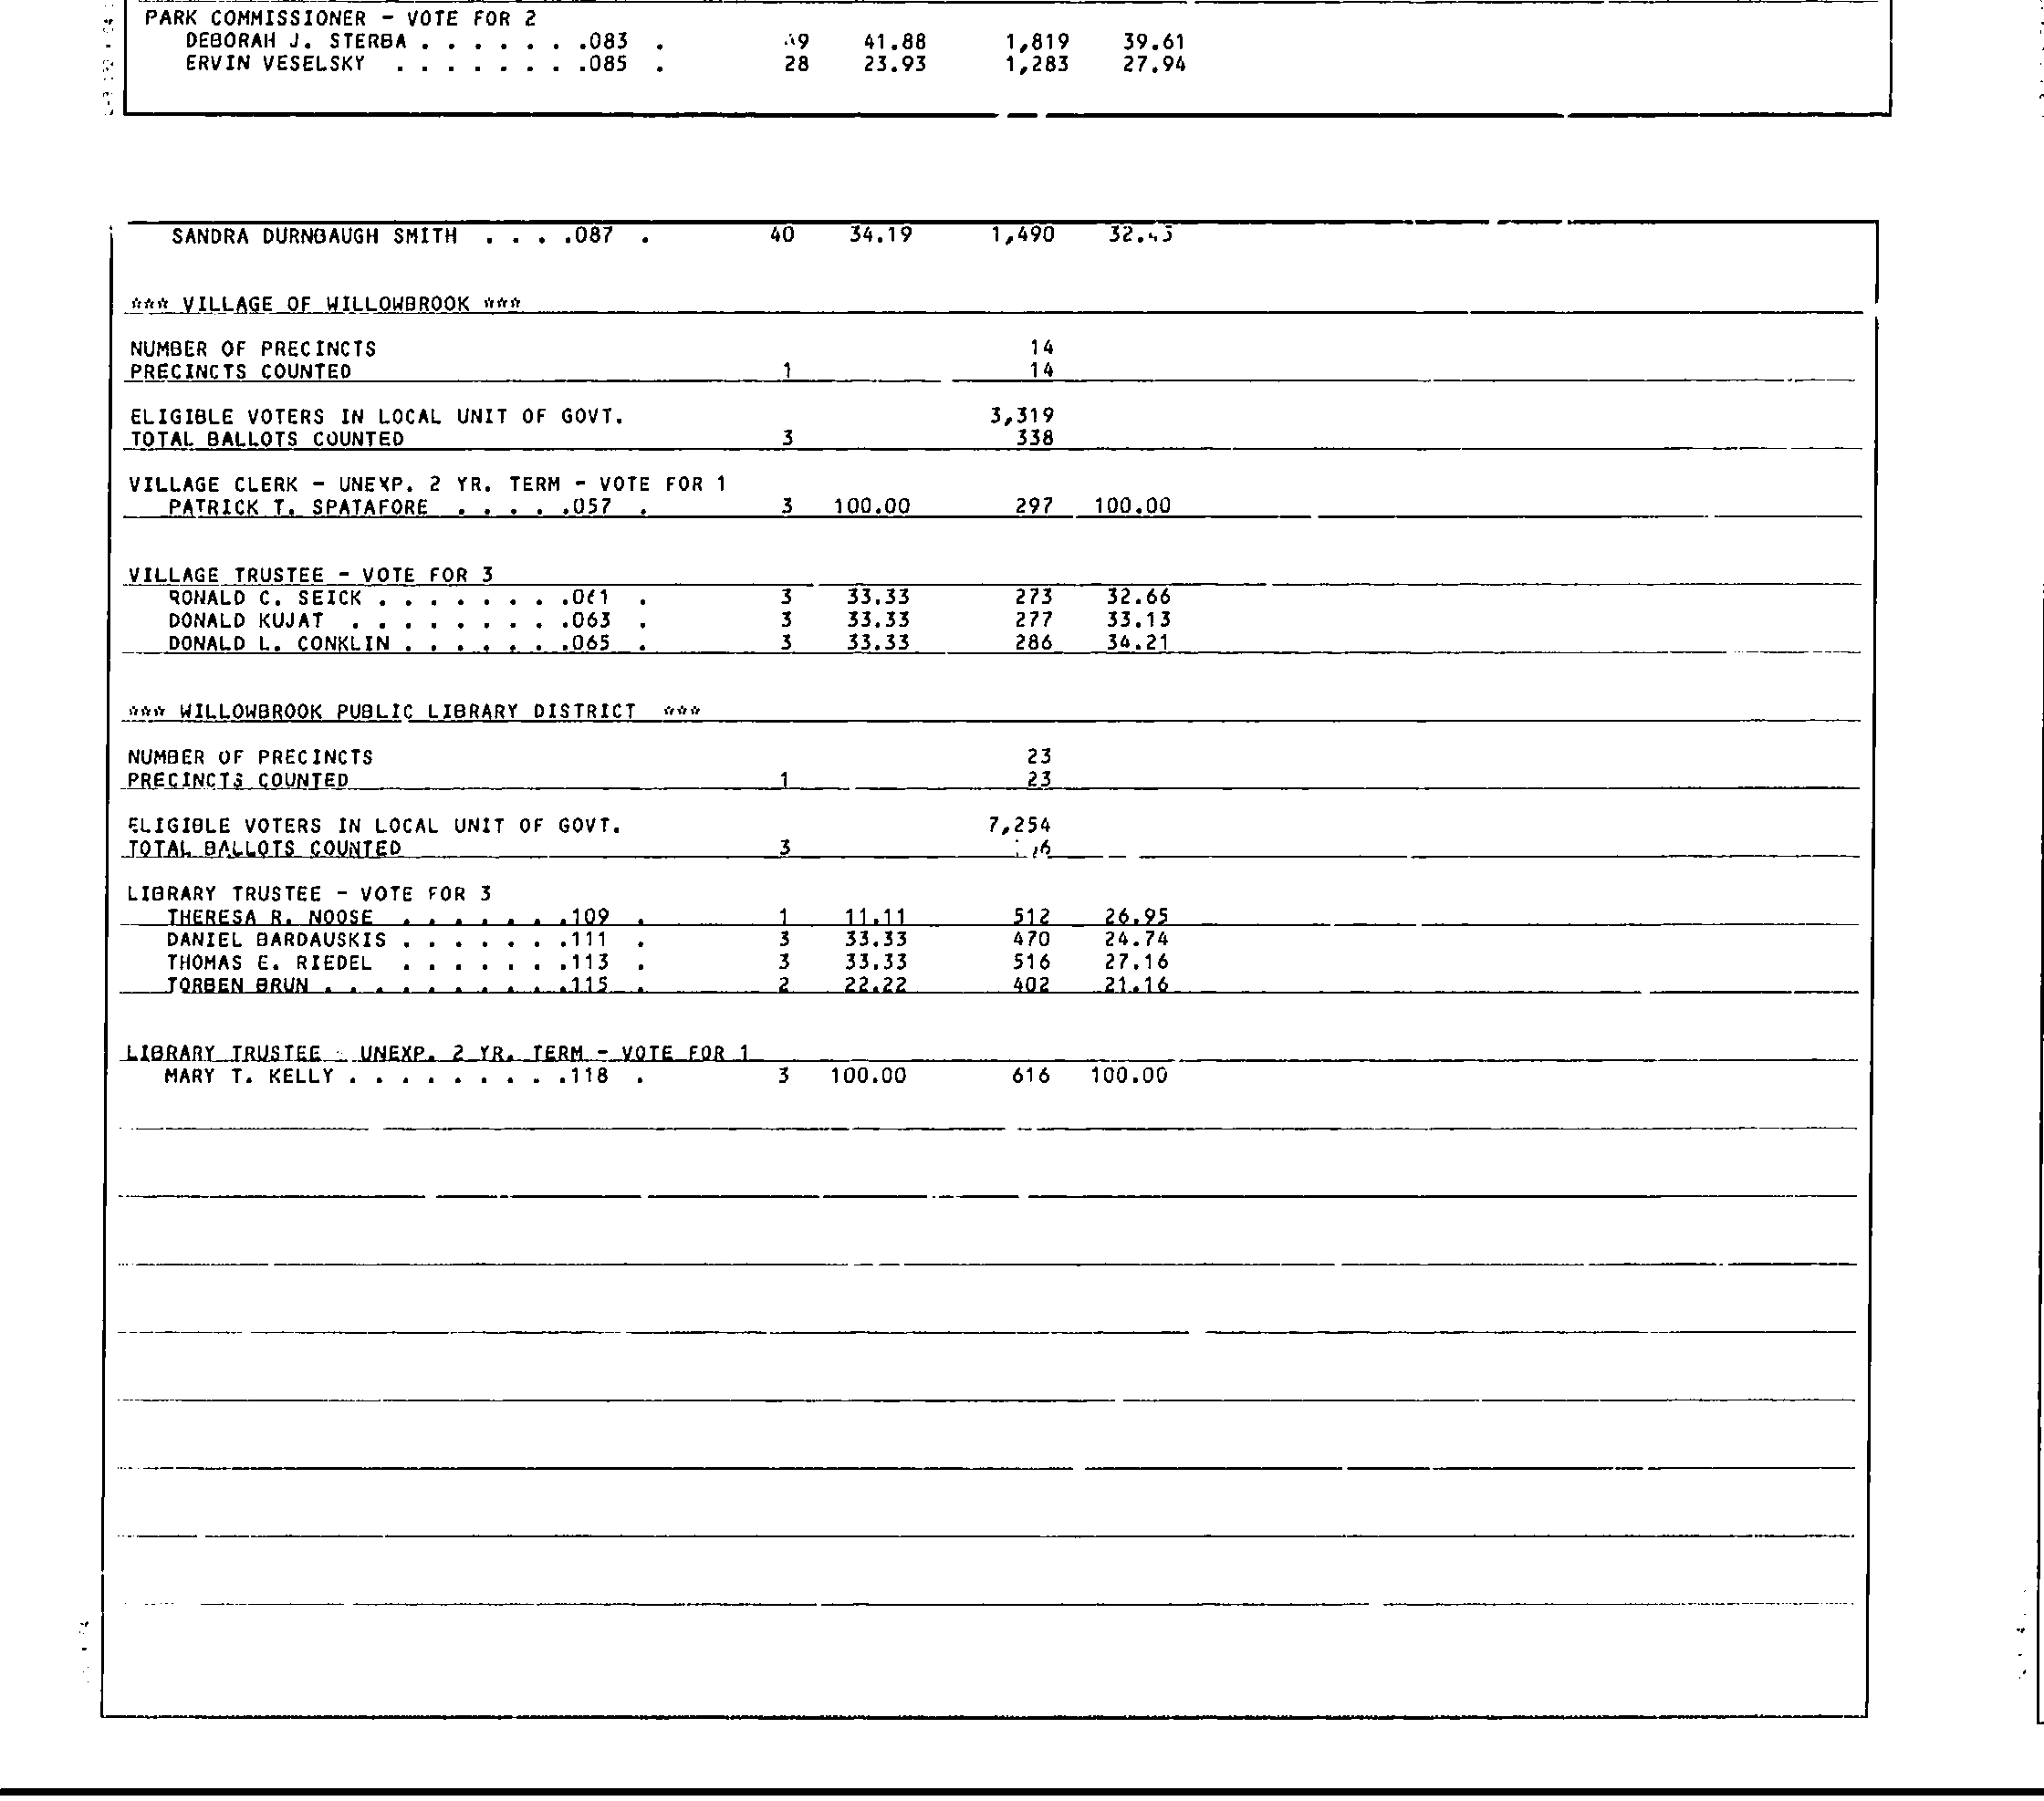 PARK COMMISSIONER - VOTE FOR 2
DEBORAH J. STERBA . . . . . . .083 . 41.88 1,819 39.61
ERVIN VESELSKY . . . . . . . .085 . 28 23.93 1,283 27.94
SANDRA DURNBAUGH SMITH . . . .087 . 40 34.19 1,490
*** VILLAGE OF WILLOWBROOK ***
NUMBER OF PRECINCTS 14
PRECINCTS COUNTED 1 14
ELIGIBLE VOTERS IN LOCAL UNIT OF GOVT. 3,319
TOTAL BALLOTS COUNTED 3 338
VILLAGE CLERK - UNEXP. 2 YR. TERM - VOTE FOR 1
PATRICK T. SPATAFORE . . . . .057 . 3 100.00 297 100.00
VILLAGE TRUSTEE - VOTE FOR 3
RONALD C. SEICK . . . . . . . .061 . 3 33.33 273 32.66
DONALD KUJAT . . . . . . . . .063 . 3 33.33 277 33.13
DONALD L. CONKLIN . . . . . . .065 . 3 33.33 286 34.21
*** WILLOWBROOK PUBLIC LIBRARY DISTRICT ***
NUMBER OF PRECINCTS 23
PRECINCTS COUNTED 1 23
ELIGIBLE VOTERS IN LOCAL UNIT OF GOVT. 7,254
TOTAL BALLOTS COUNTED 3
LIBRARY TRUSTEE - VOTE FOR 3
THERESA R. NOOSE . . . . . . .109 . 1 11.11 512 26.95
DANIEL BARDAUSKIS . . . . . . .111 . 3 33.33 470 24.74
THOMAS E. RIEDEL . . . . . . .113 . 3 33.33 516 27.16
TORBEN BRUN . . . . . . . . . .115 . 2 22.22 402 21.16
LIBRARY TRUSTEE - UNEXP. 2 YR. TERM - VOTE FOR 1
MARY T. KELLY . . . . . . . . .118 . 3 100.00 616 100.00